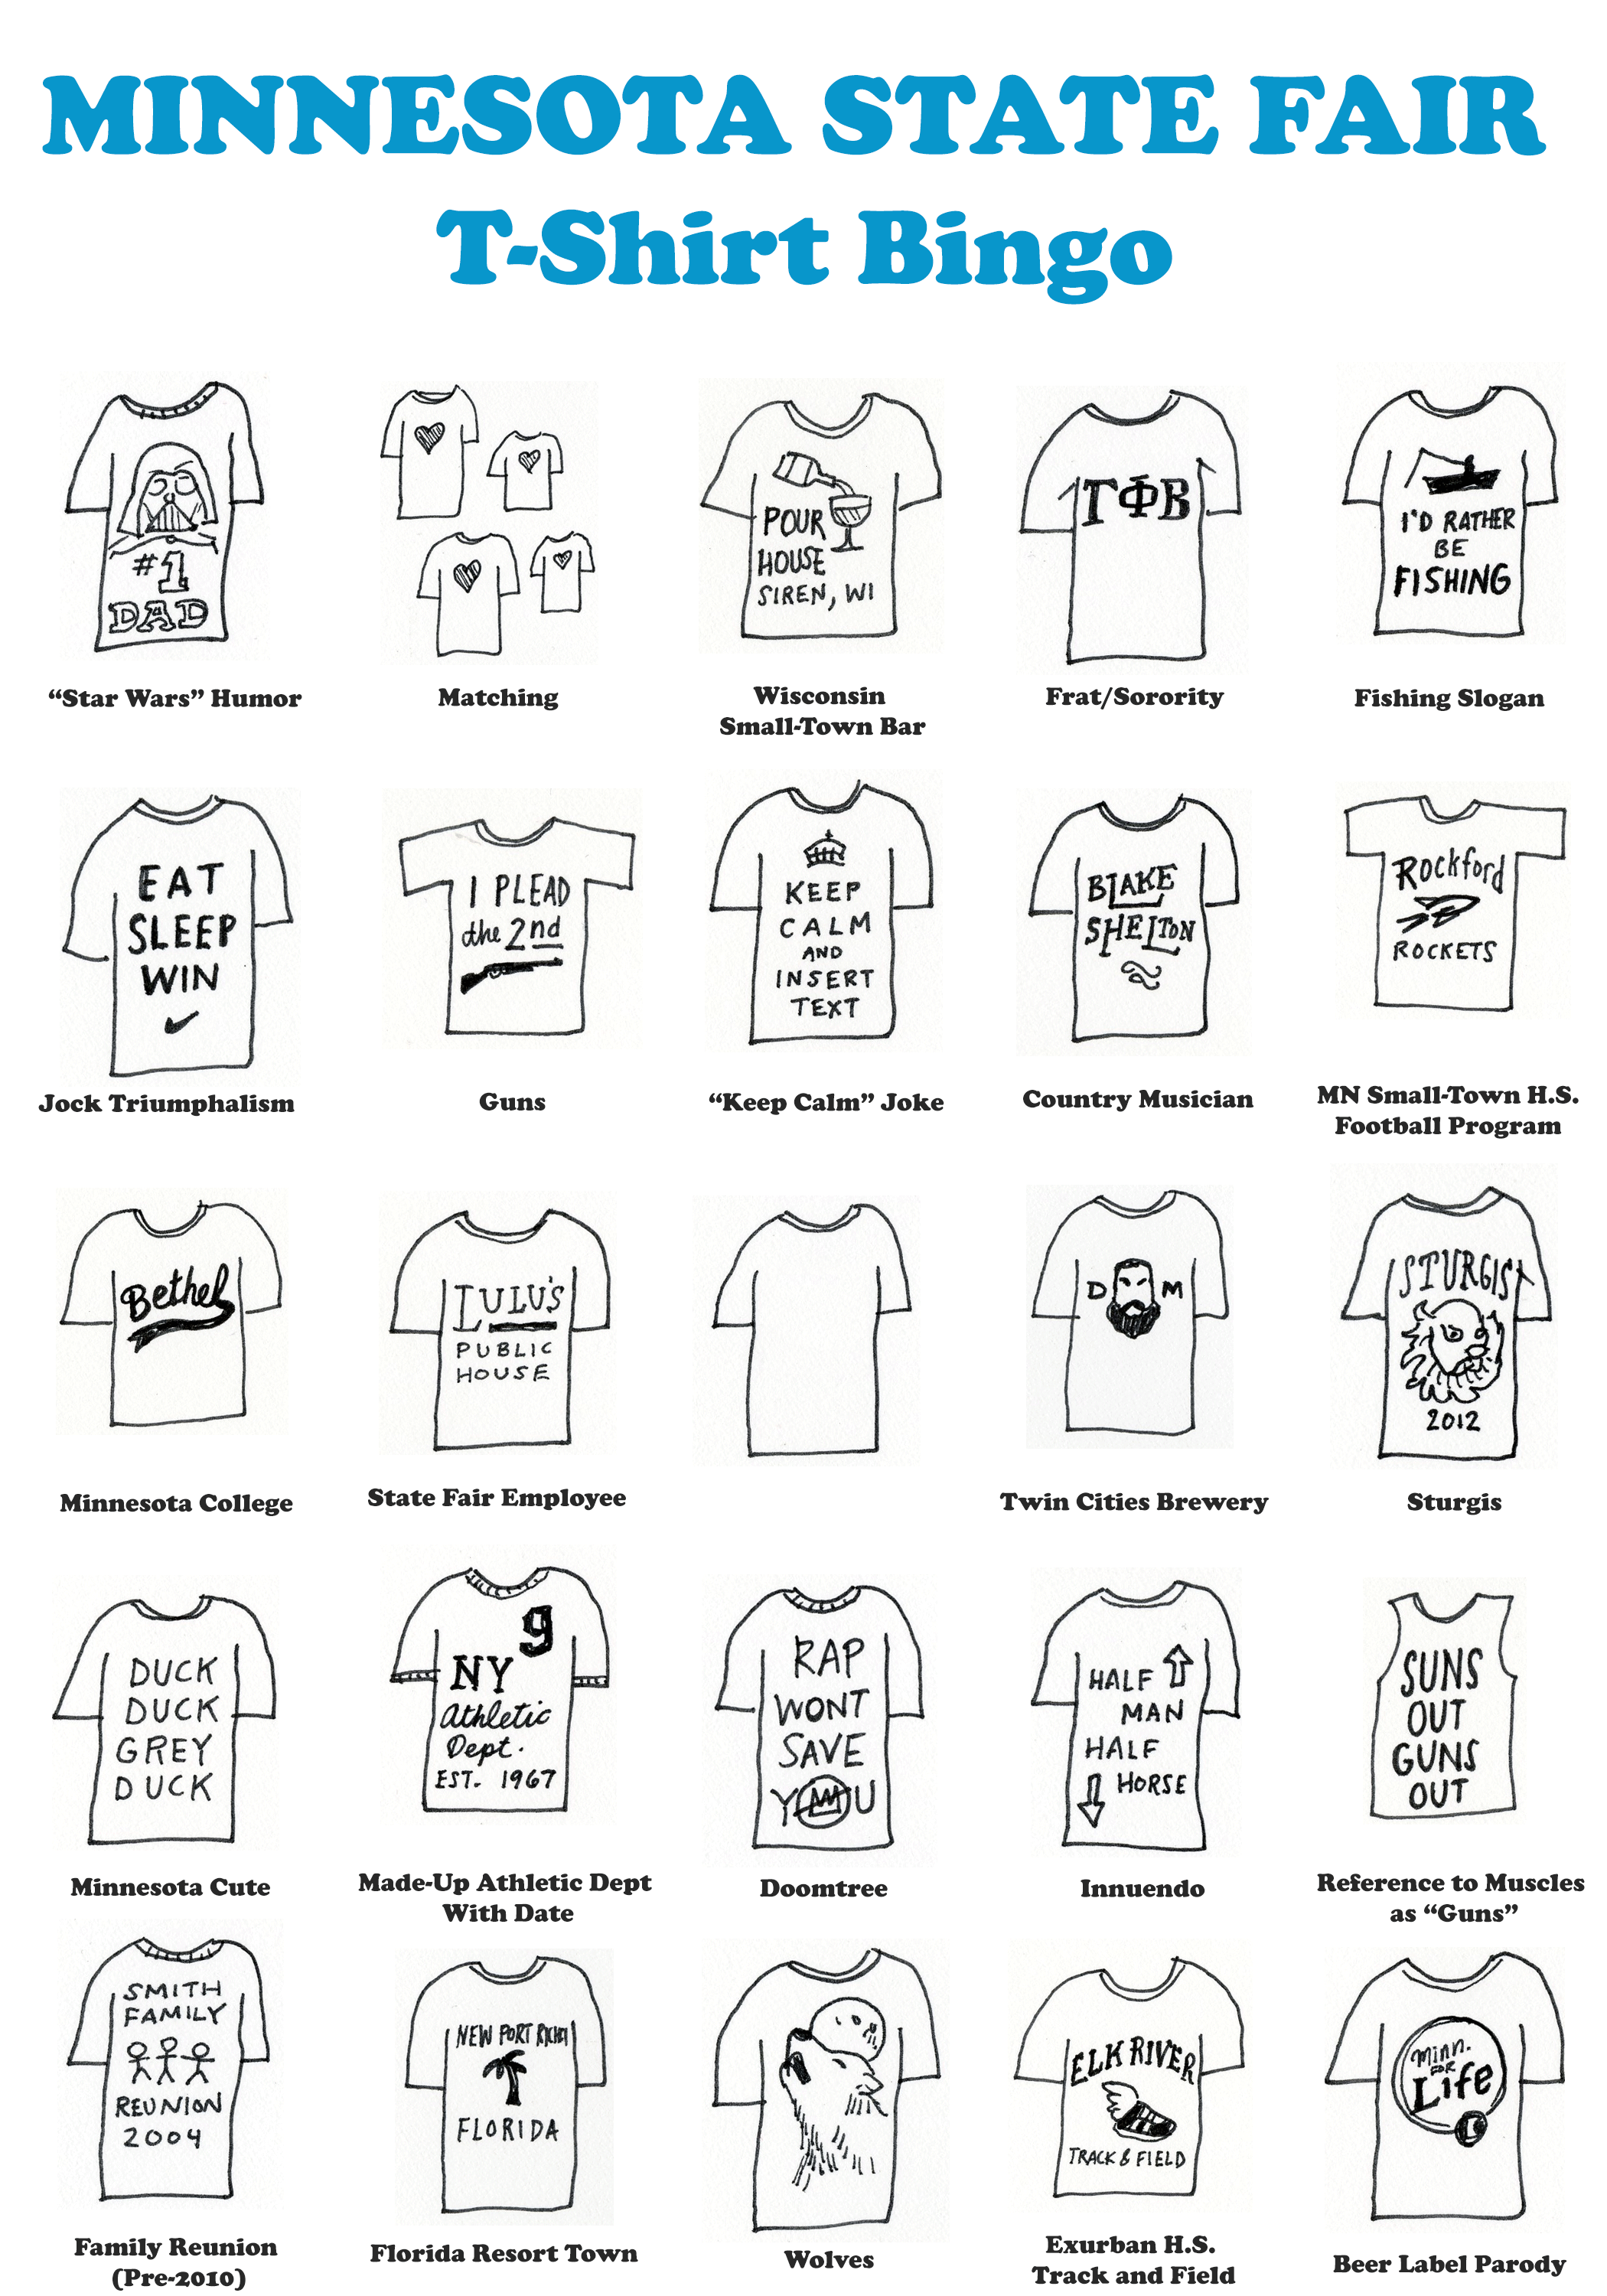 MINNESOTA STATE FAIR
T-Shirt Bingo
#1
DAD
"Star Wars" Humor
Matching
POUR
HOUSE
SIREN, WI
Wisconsin
Small-Town Bar
ΓΦΒ
Frat/Sorority
I'D RATHER
BE
FISHING
Fishing Slogan
EAT
SLEEP
WIN
Jock Triumphalism
I PLEAD
the 2nd
Guns
KEEP
CALM
AND
INSERT
TEXT
"Keep Calm" Joke
BLAKE
SHELTON
Country Musician
Rockford
ROCKETS
MN Small-Town H.S.
Football Program
Bethel
Minnesota College
LULU'S
PUBLIC
HOUSE
State Fair Employee
D M
Twin Cities Brewery
STURGIS
2012
Sturgis
DUCK
DUCK
GREY
DUCK
Minnesota Cute
9
NY
Athletic
Dept.
EST. 1967
Made-Up Athletic Dept
With Date
RAP
WONT
SAVE
YOU
Doomtree
HALF
MAN
HALF
HORSE
Innuendo
SUNS
OUT
GUNS
OUT
Reference to Muscles
as "Guns"
SMITH
FAMILY
REUNION
2004
Family Reunion
(Pre-2010)
NEW PORT RICHEY
FLORIDA
Florida Resort Town
Wolves
ELK RIVER
TRACK & FIELD
Exurban H.S.
Track and Field
Minn.
FOR
Life
L
Beer Label Parody